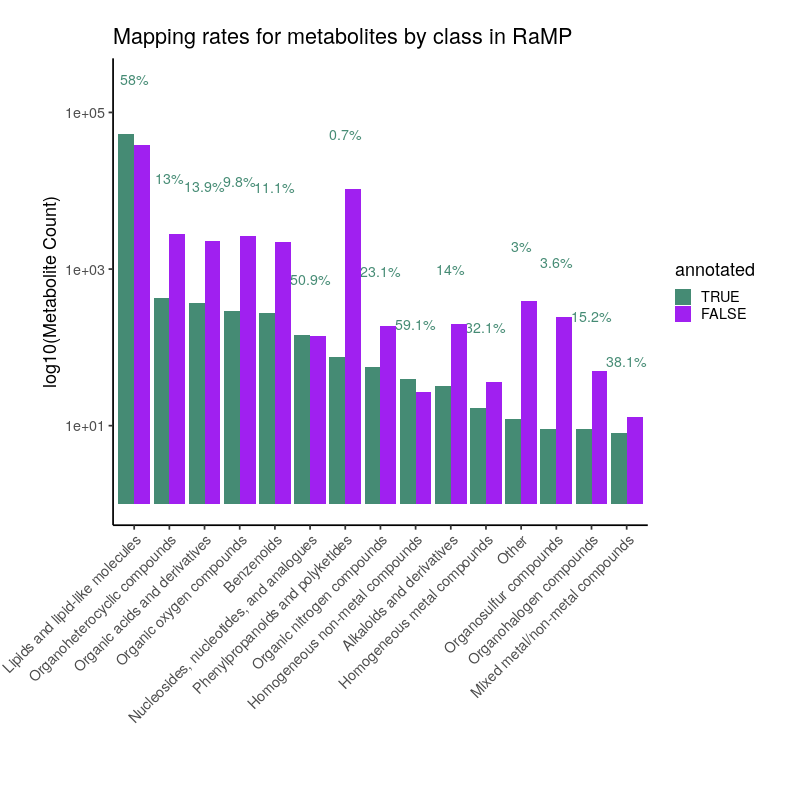 Mapping rates for metabolites by class in RaMP
log10(Metabolite Count)
1e+05
1e+03
1e+01
58%
13%
13.9%
9.8%
11.1%
50.9%
0.7%
23.1%
59.1%
14%
32.1%
3%
3.6%
15.2%
38.1%
Lipids and lipid-like molecules
Organoheterocyclic compounds
Organic acids and derivatives
Organic oxygen compounds
Benzenoids
Nucleosides, nucleotides, and analogues
Phenylpropanoids and polyketides
Organic nitrogen compounds
Homogeneous non-metal compounds
Alkaloids and derivatives
Homogeneous metal compounds
Other
Organosulfur compounds
Organohalogen compounds
Mixed metal/non-metal compounds
annotated
TRUE
FALSE